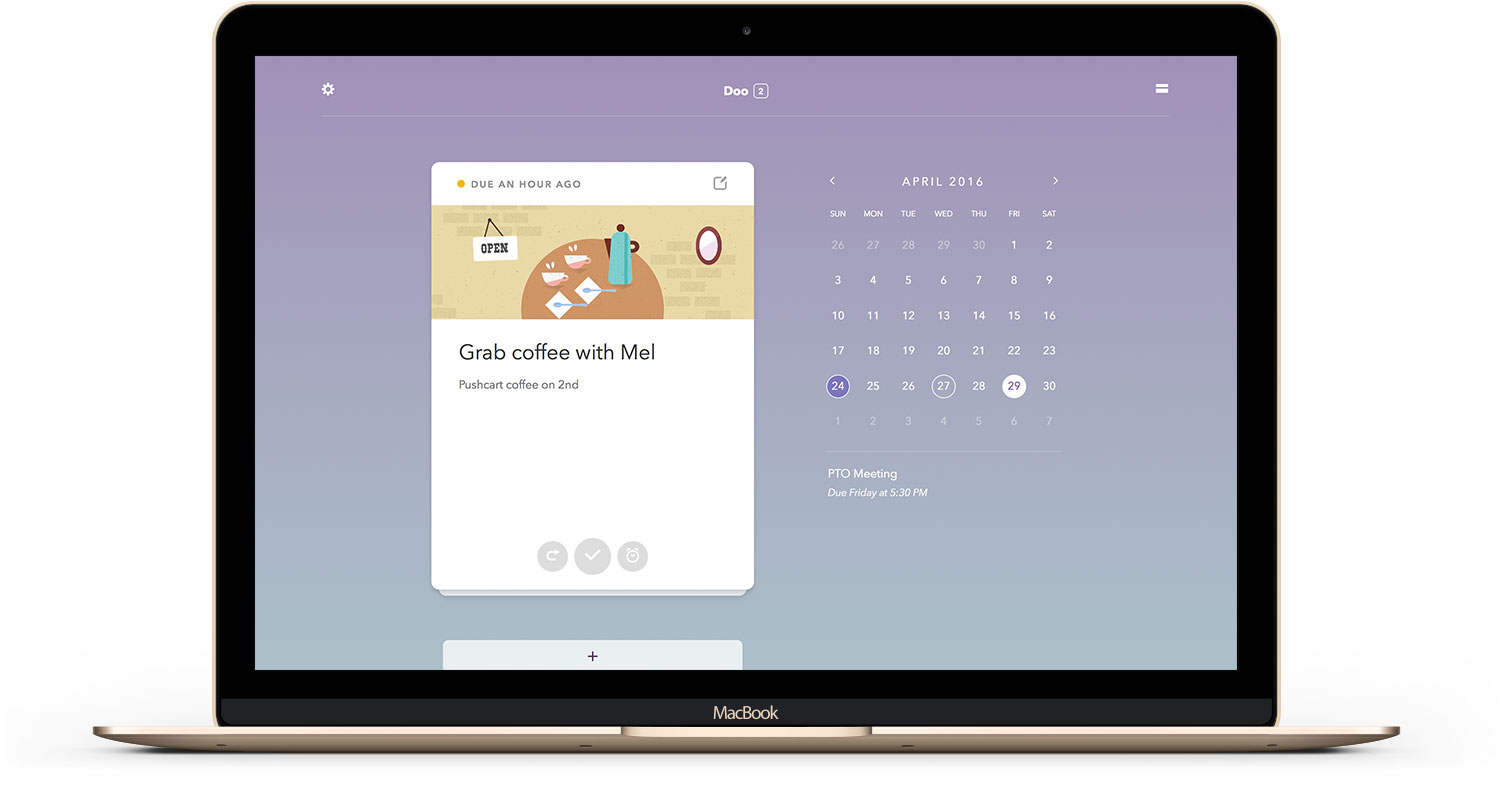 Doo 2
DUE AN HOUR AGO
OPEN
Grab coffee with Mel
Pushcart coffee on 2nd
+
APRIL 2016
SUN MON TUE WED THU FRI SAT
26 27 28 29 30 1 2
3 4 5 6 7 8 9
10 11 12 13 14 15 16
17 18 19 20 21 22 23
24 25 26 27 28 29 30
1 2 3 4 5 6 7
PTO Meeting
Due Friday at 5:30 PM
MacBook